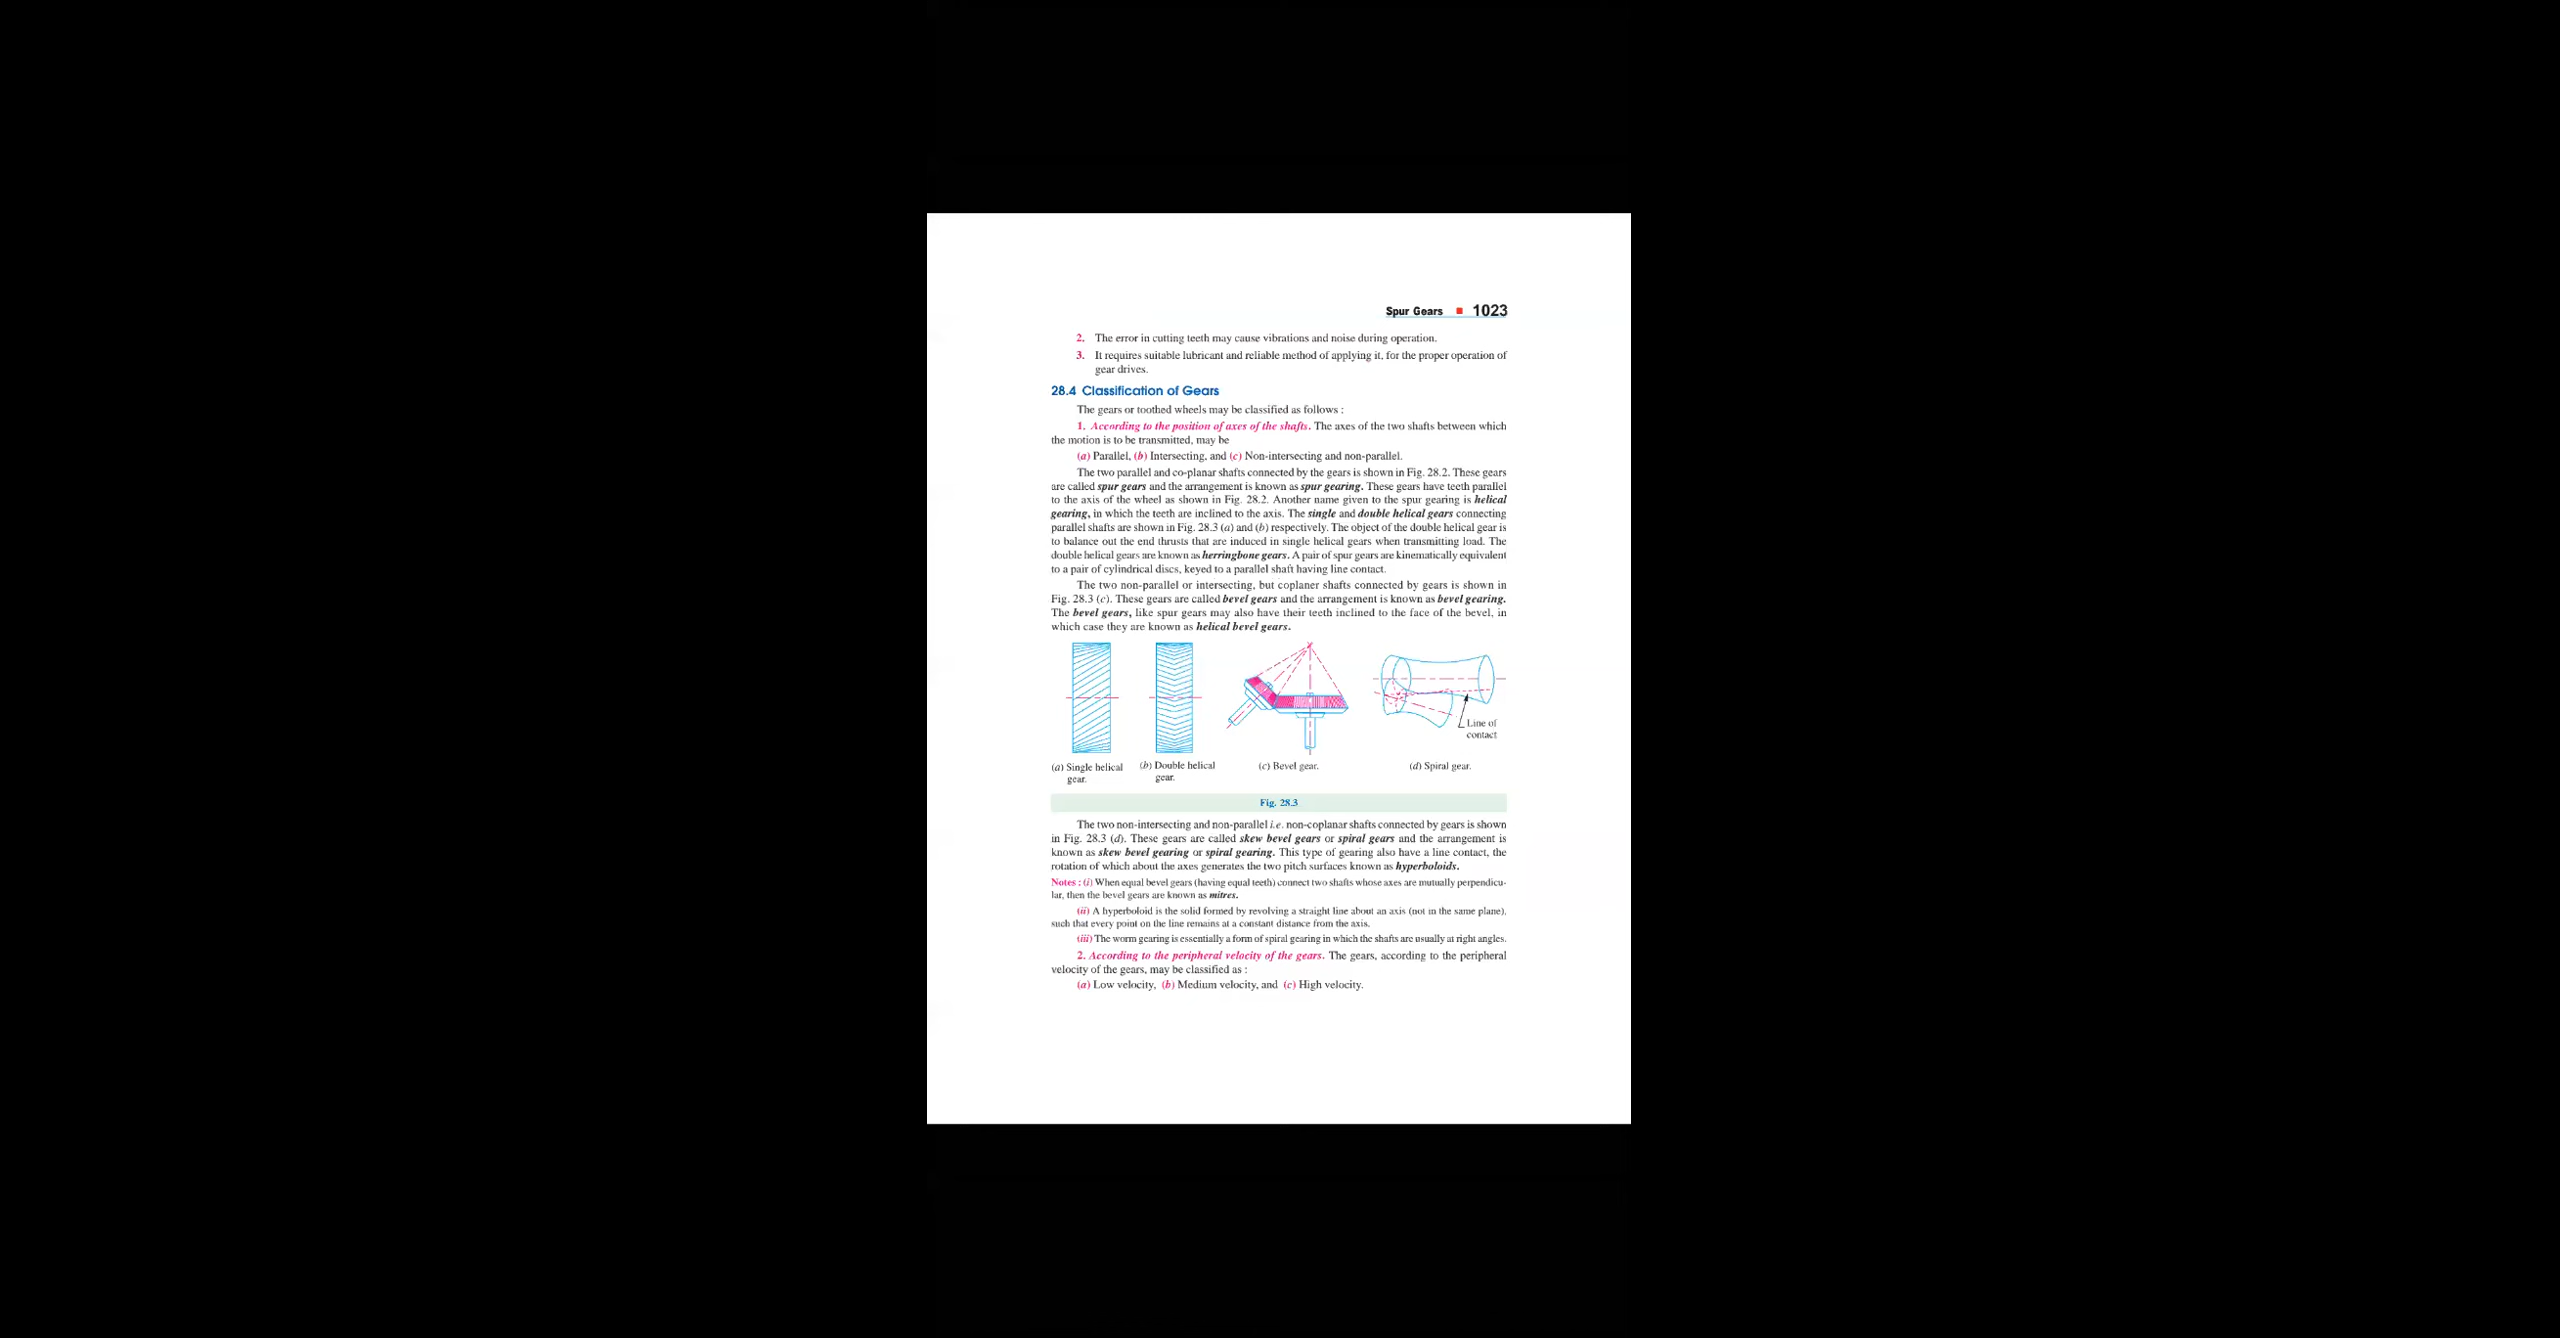 Spur Gears ■ 1023
2. The error in cutting teeth may cause vibrations and noise during operation.
3. It requires suitable lubricant and reliable method of applying it, for the proper operation of
gear drives.
28.4 Classification of Gears
The gears or toothed wheels may be classified as follows :
1. According to the position of axes of the shafts. The axes of the two shafts between which
the motion is to be transmitted, may be
(a) Parallel, (b) Intersecting, and (c) Non-intersecting and non-parallel.
The two parallel and co-planar shafts connected by the gears is shown in Fig. 28.2. These gears
are called spur gears and the arrangement is known as spur gearing. These gears have teeth parallel
to the axis of the wheel as shown in Fig. 28.2. Another name given to the spur gearing is helical
gearing, in which the teeth are inclined to the axis. The single and double helical gears connecting
parallel shafts are shown in Fig. 28.3 (a) and (b) respectively. The object of the double helical gear is
to balance out the end thrusts that are induced in single helical gears when transmitting load. The
double helical gears are known as herringbone gears. A pair of spur gears are kinematically equivalent
to a pair of cylindrical discs, keyed to a parallel shaft having line contact.
The two non-parallel or intersecting, but coplaner shafts connected by gears is shown in
Fig. 28.3 (c). These gears are called bevel gears and the arrangement is known as bevel gearing.
The bevel gears, like spur gears may also have their teeth inclined to the face of the bevel, in
which case they are known as helical bevel gears.
Line of
contact
(a) Single helical
gear.
(b) Double helical
gear.
(c) Bevel gear.
(d) Spiral gear.
Fig. 28.3
The two non-intersecting and non-parallel i.e. non-coplanar shafts connected by gears is shown
in Fig. 28.3 (d). These gears are called skew bevel gears or spiral gears and the arrangement is
known as skew bevel gearing or spiral gearing. This type of gearing also have a line contact, the
rotation of which about the axes generates the two pitch surfaces known as hyperboloids.
Notes : (i) When equal bevel gears (having equal teeth) connect two shafts whose axes are mutually perpendicu-
lar, then the bevel gears are known as mitres.
(ii) A hyperboloid is the solid formed by revolving a straight line about an axis (not in the same plane),
such that every point on the line remains at a constant distance from the axis.
(iii) The worm gearing is essentially a form of spiral gearing in which the shafts are usually at right angles.
2. According to the peripheral velocity of the gears. The gears, according to the peripheral
velocity of the gears, may be classified as :
(a) Low velocity, (b) Medium velocity, and (c) High velocity.